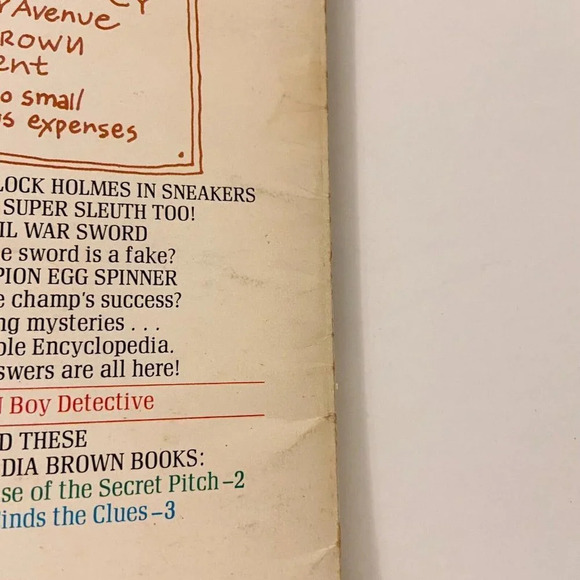 Avenue
ROWN
ent
o small
s expenses
LOCK HOLMES IN SNEAKERS
SUPER SLEUTH TOO!
IL WAR SWORD
e sword is a fake?
PION EGG SPINNER
e champ's success?
ng mysteries . . .
ble Encyclopedia.
swers are all here!
Boy Detective
D THESE
DIA BROWN BOOKS:
se of the Secret Pitch–2
inds the Clues–3